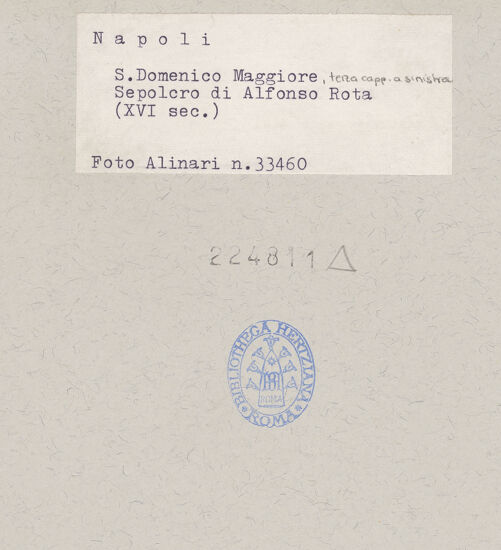 Napoli
S.Domenico Maggiore, terza capp. a sinistra
Sepolcro di Alfonso Rota
(XVI sec.)
Foto Alinari n.33460
224811 △
BIBLIOTHECA HERTZIANA
ROMA
* ROMA *